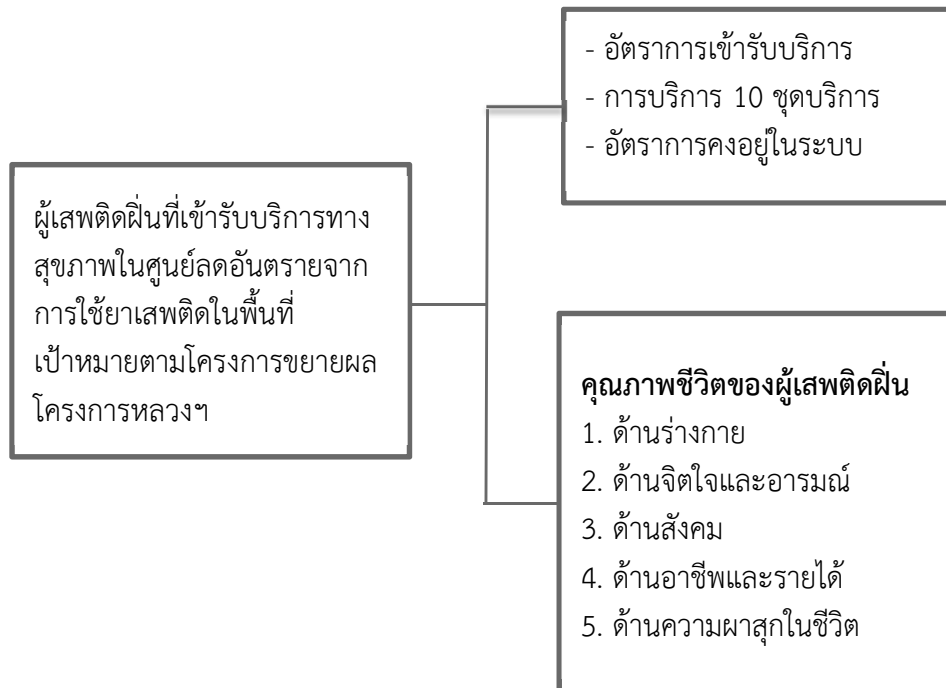 - อัตราการเข้ารับบริการ
- การบริการ 10 ชุดบริการ
- อัตราการคงอยู่ในระบบ
ผู้เสพติดฝิ่นที่เข้ารับบริการทาง
สุขภาพในศูนย์ลดอันตรายจาก
การใช้ยาเสพติดในพื้นที่
เป้าหมายตามโครงการขยายผล
โครงการหลวงฯ
คุณภาพชีวิตของผู้เสพติดฝิ่น
1. ด้านร่างกาย
2. ด้านจิตใจและอารมณ์
3. ด้านสังคม
4. ด้านอาชีพและรายได้
5. ด้านความผาสุกในชีวิต